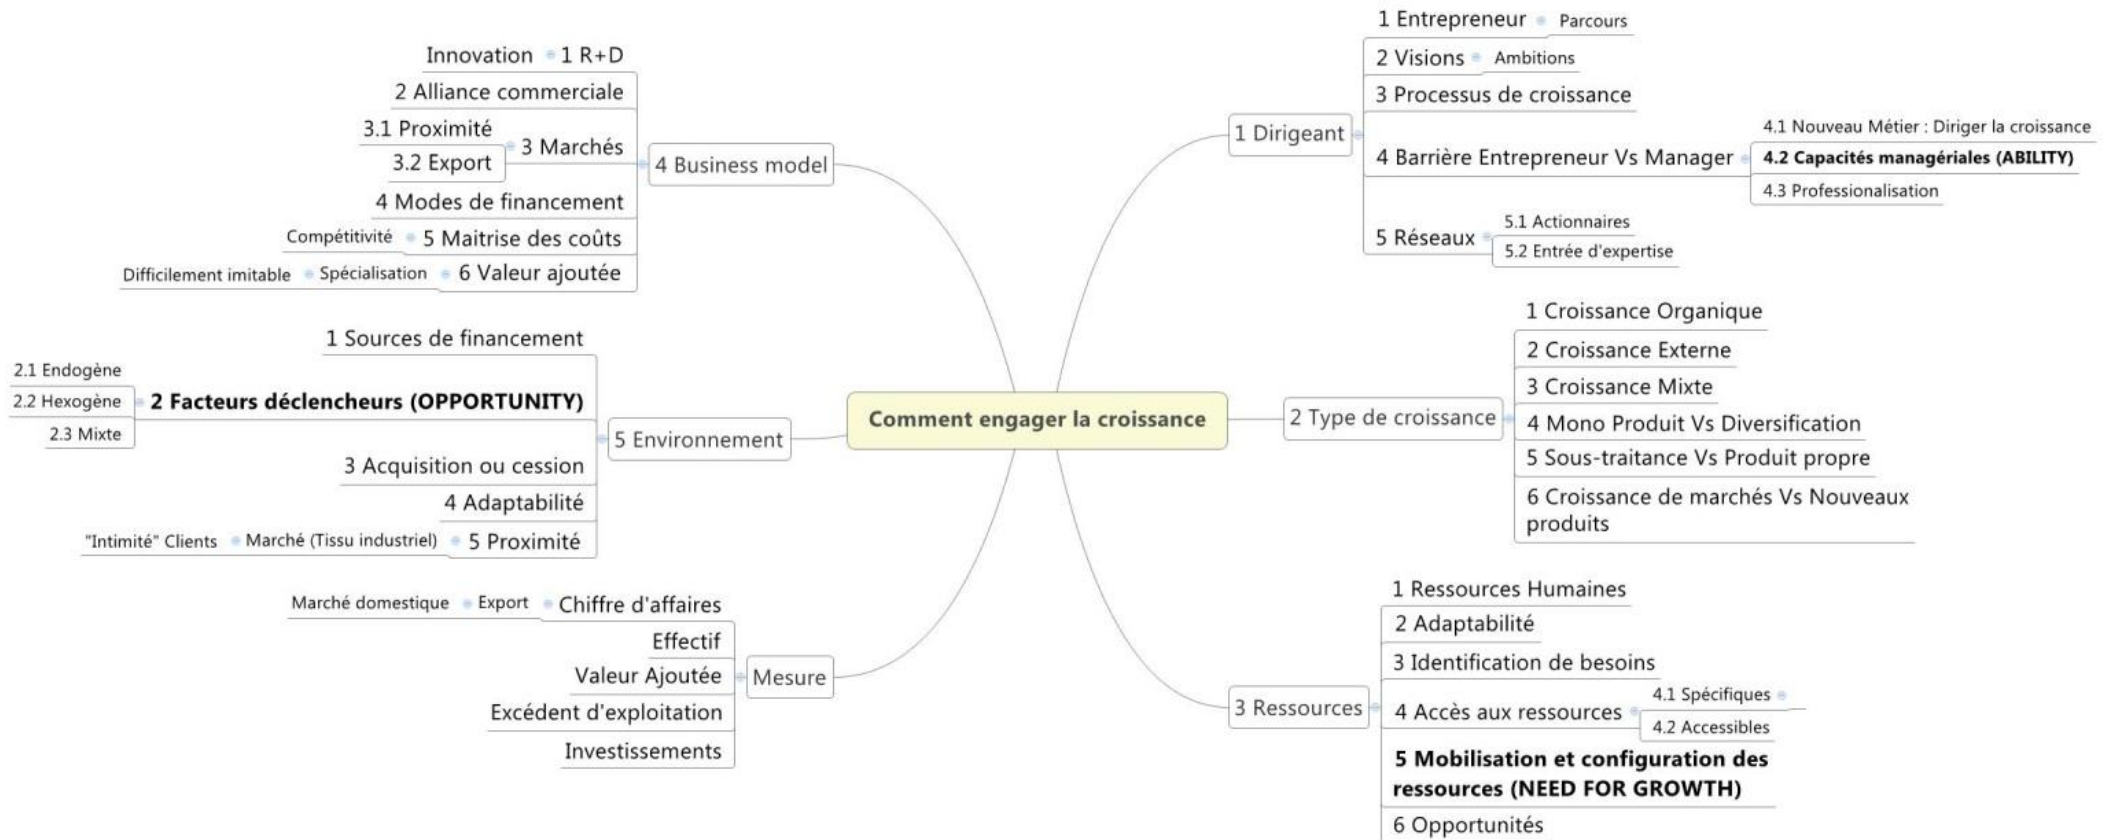 Comment engager la croissance
1 Dirigeant
1 Entrepreneur
Parcours
2 Visions
Ambitions
3 Processus de croissance
4 Barrière Entrepreneur Vs Manager
4.1 Nouveau Métier : Diriger la croissance
4.2 Capacités managériales (ABILITY)
4.3 Professionalisation
5 Réseaux
5.1 Actionnaires
5.2 Entrée d'expertise
2 Type de croissance
1 Croissance Organique
2 Croissance Externe
3 Croissance Mixte
4 Mono Produit Vs Diversification
5 Sous-traitance Vs Produit propre
6 Croissance de marchés Vs Nouveaux
produits
3 Ressources
1 Ressources Humaines
2 Adaptabilité
3 Identification de besoins
4 Accès aux ressources
4.1 Spécifiques
4.2 Accessibles
5 Mobilisation et configuration des
ressources (NEED FOR GROWTH)
6 Opportunités
4 Business model
Innovation
1 R+D
2 Alliance commerciale
3 Marchés
3.1 Proximité
3.2 Export
4 Modes de financement
Compétitivité
5 Maitrise des coûts
Difficilement imitable
Spécialisation
6 Valeur ajoutée
5 Environnement
1 Sources de financement
2 Facteurs déclencheurs (OPPORTUNITY)
2.1 Endogène
2.2 Hexogène
2.3 Mixte
3 Acquisition ou cession
4 Adaptabilité
"Intimité" Clients
Marché (Tissu industriel)
5 Proximité
Mesure
Marché domestique
Export
Chiffre d'affaires
Effectif
Valeur Ajoutée
Excédent d'exploitation
Investissements